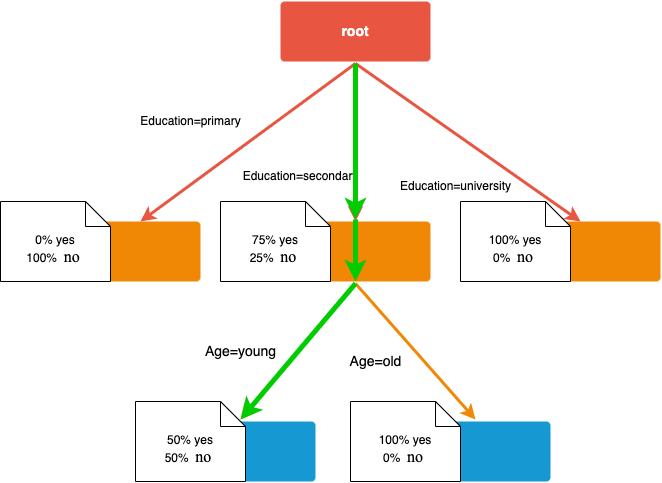 root
Education=primary
Education=secondar
Education=university
0% yes
100% no
75% yes
25% no
100% yes
0% no
Age=young
Age=old
50% yes
50% no
100% yes
0% no